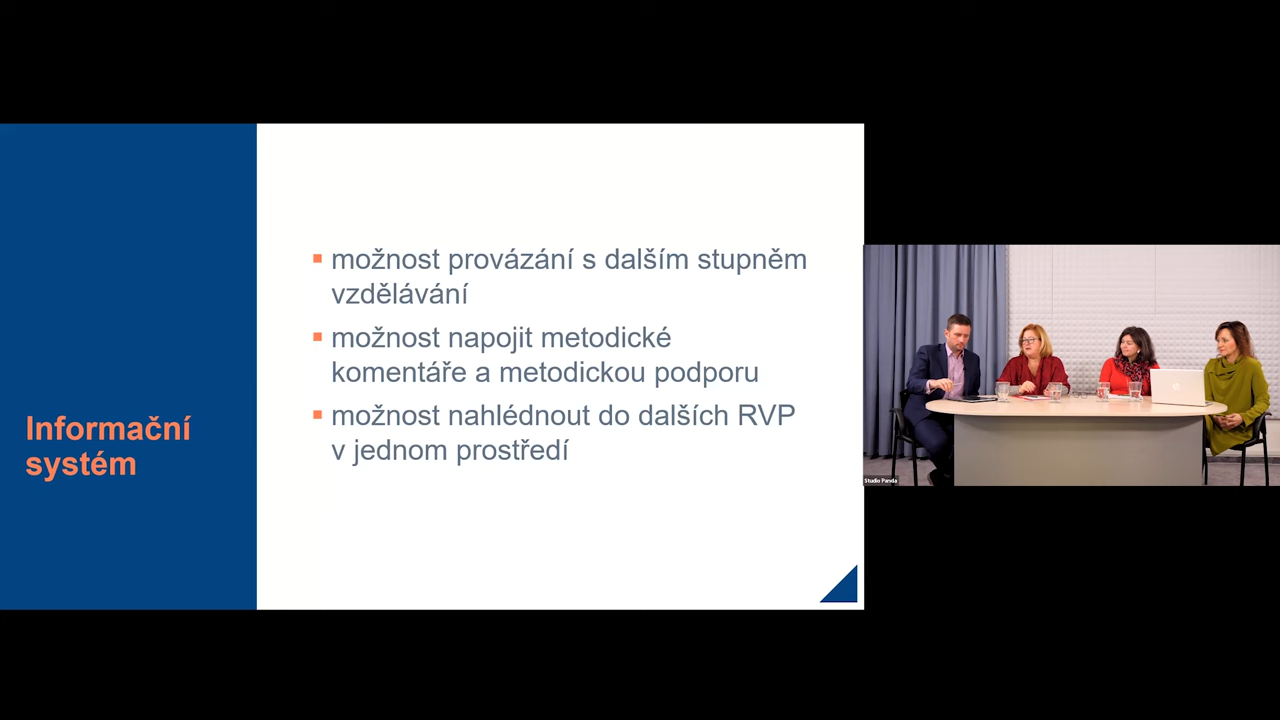 Informační
systém
možnost provázání s dalším stupněm
vzdělávání
možnost napojit metodické
komentáře a metodickou podporu
možnost nahlédnout do dalších RVP
v jednom prostředí
Studio Panda